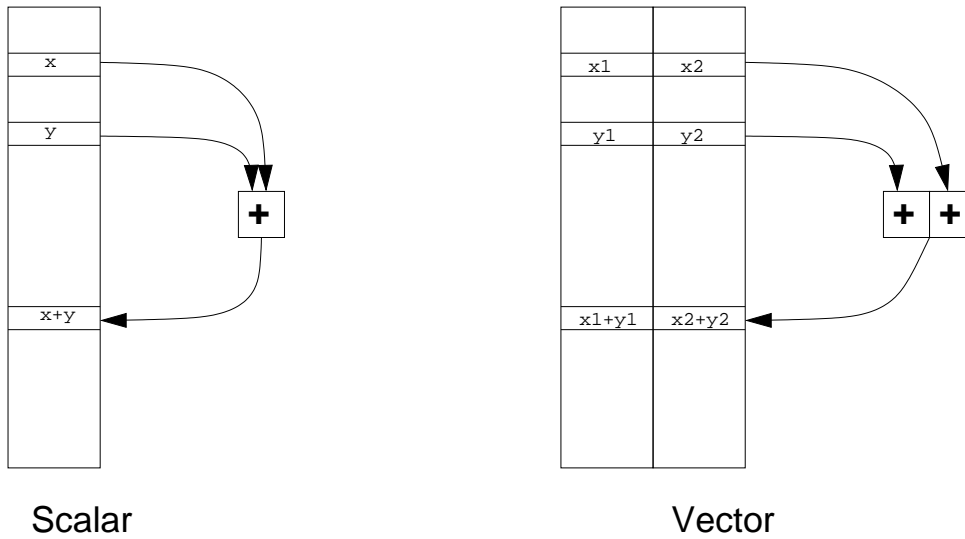 x
y
+
x+y
Scalar
x1 x2
y1 y2
+ +
x1+y1 x2+y2
Vector